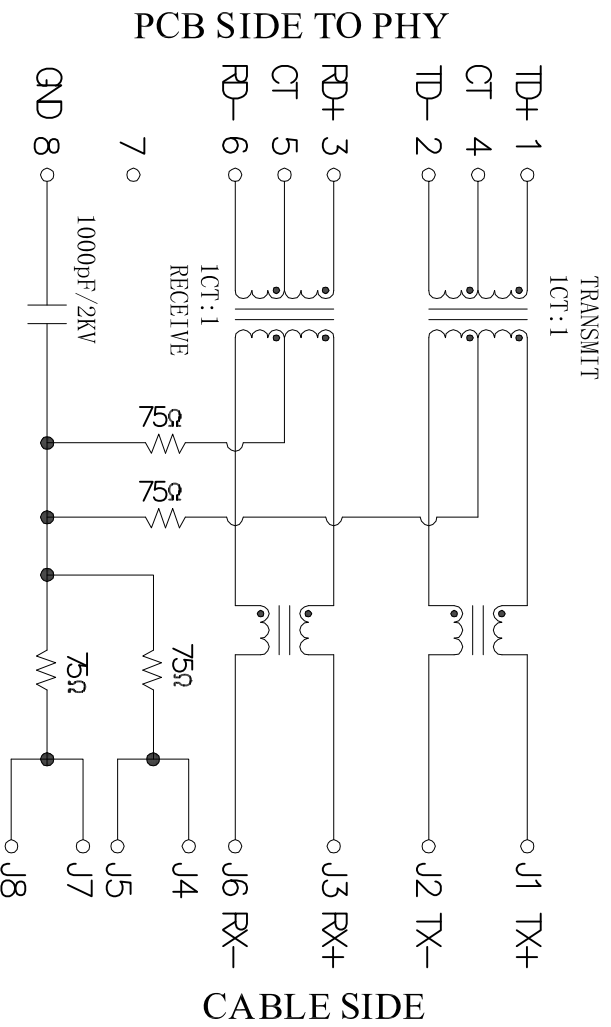 PCB SIDE TO PHY
GND 8
7
RD- 6
CT 5
RD+ 3
TD- 2
CT 4
TD+ 1
1000pF/2KV
1CT:1
RECEIVE
TRANSMIT
1CT:1
75Ω
75Ω
75Ω
75Ω
J8
J7
J5
J4
J6 RX-
J3 RX+
J2 TX-
J1 TX+
CABLE SIDE